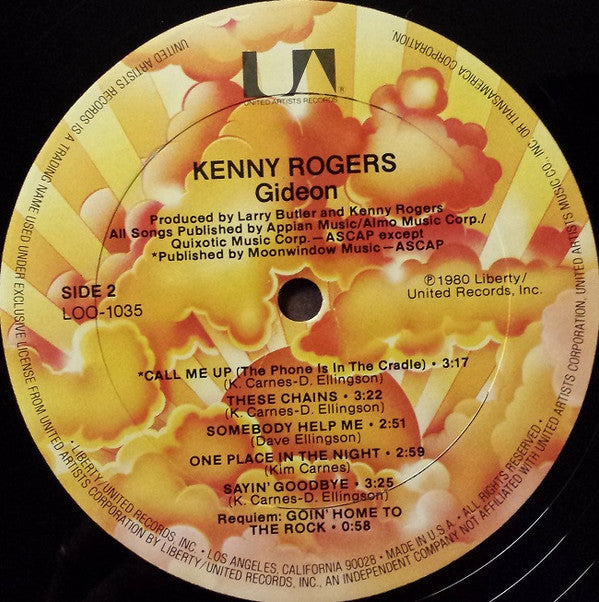 UA ®
UNITED ARTISTS RECORDS
KENNY ROGERS
Gideon
Produced by Larry Butler and Kenny Rogers
All Songs Published by Appian Music/Almo Music Corp./
Quixotic Music Corp.—ASCAP except
*Published by Moonwindow Music—ASCAP
SIDE 2
LOO-1035
℗1980 Liberty/
United Records, Inc.
*CALL ME UP (The Phone Is In The Cradle) • 3:17
(K. Carnes-D. Ellingson)
THESE CHAINS • 3:22
(K. Carnes-D. Ellingson)
SOMEBODY HELP ME • 2:51
(Dave Ellingson)
ONE PLACE IN THE NIGHT • 2:59
(Kim Carnes)
SAYIN' GOODBYE • 3:25
(K. Carnes-D. Ellingson)
Requiem: GOIN' HOME TO
THE ROCK • 0:58
• LIBERTY/UNITED RECORDS INC. • LOS ANGELES, CALIFORNIA 90028 • MADE IN U.S.A. • ALL RIGHTS RESERVED •
UNITED ARTISTS RECORDS IS A TRADING NAME USED UNDER EXCLUSIVE LICENSE FROM UNITED ARTISTS CORPORATION BY LIBERTY/UNITED RECORDS, INC., AN INDEPENDENT COMPANY NOT AFFILIATED WITH UNITED ARTISTS CORPORATION, UNITED ARTISTS MUSIC CO., INC. OR TRANSAMERICA CORPORATION.